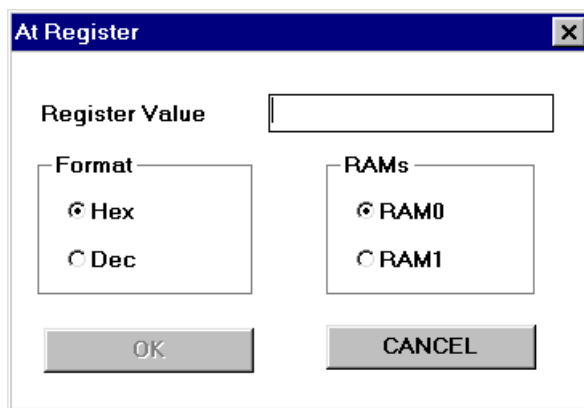 At Register
Register Value
Format
Hex
Dec
RAMs
RAM0
RAM1
OK
CANCEL